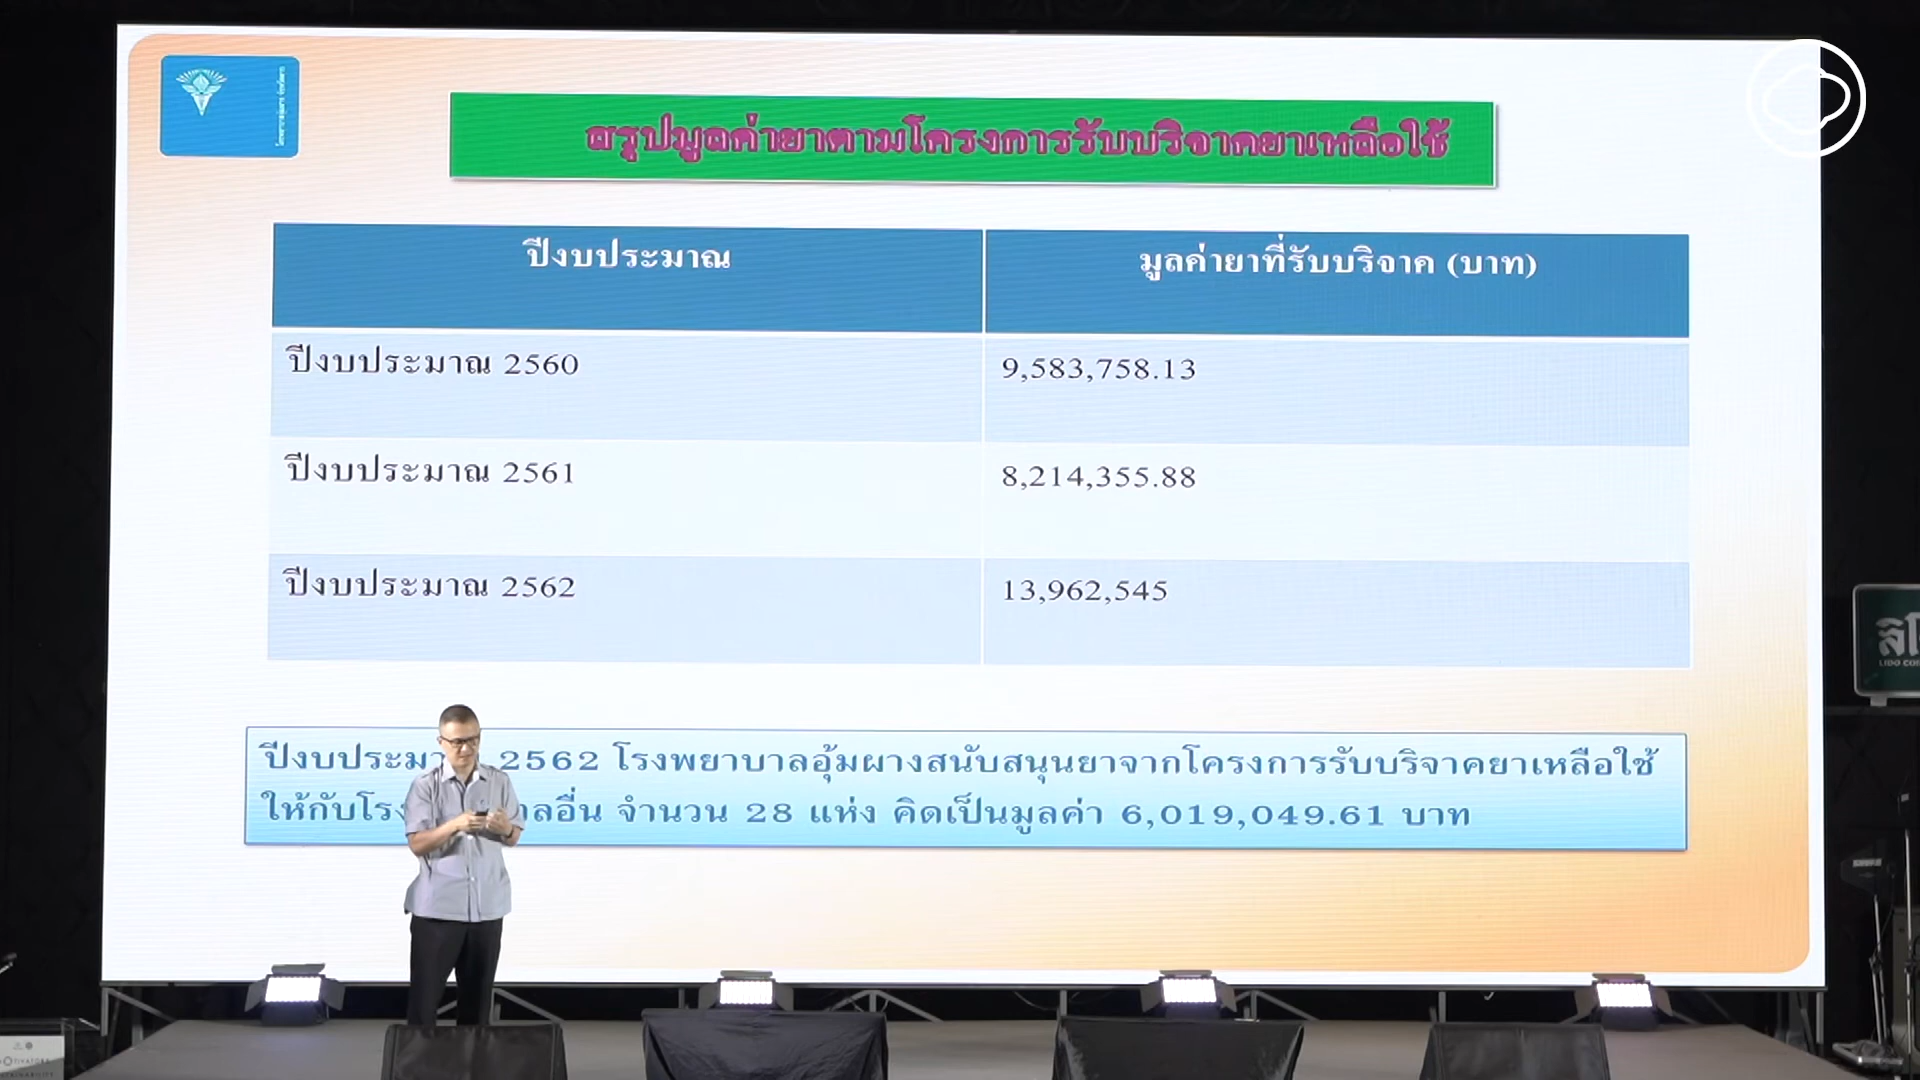 สรุปมูลค่ายาตามโครงการรับบริจาคยาเหลือใช้
ปีงบประมาณ
มูลค่ายาที่รับบริจาค (บาท)
ปีงบประมาณ 2560
9,583,758.13
ปีงบประมาณ 2561
8,214,355.88
ปีงบประมาณ 2562
13,962,545
ปีงบประมา 2562 โรงพยาบาลอุ้มผางสนับสนุนยาจากโครงการรับบริจาคยาเหลือใช้
ให้กับโรง าลอื่น จำนวน 28 แห่ง คิดเป็นมูลค่า 6,019,049.61 บาท
LIDO